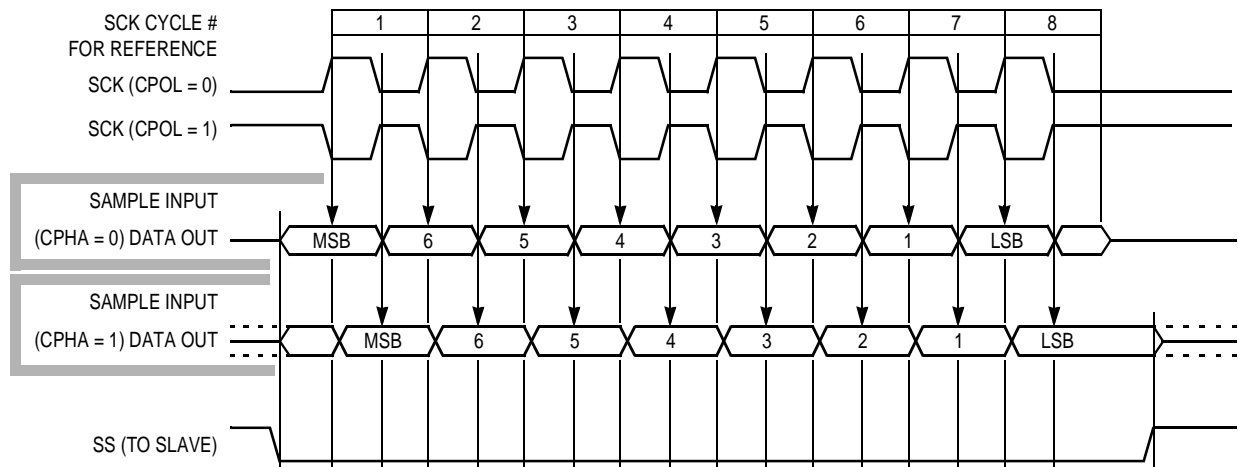 SCK CYCLE # 1 2 3 4 5 6 7 8
FOR REFERENCE
SCK (CPOL = 0)
SCK (CPOL = 1)
SAMPLE INPUT
(CPHA = 0) DATA OUT MSB 6 5 4 3 2 1 LSB
SAMPLE INPUT
(CPHA = 1) DATA OUT MSB 6 5 4 3 2 1 LSB
SS (TO SLAVE)